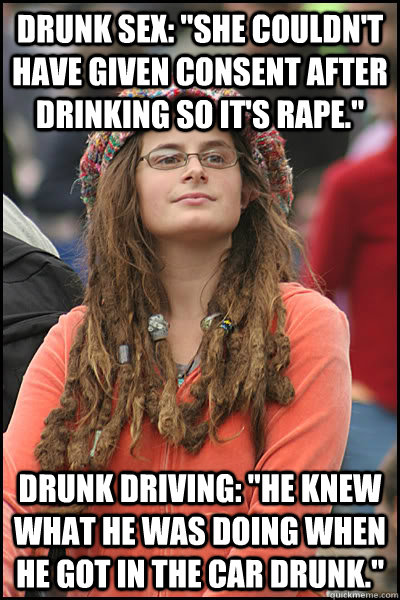 DRUNK SEX: "SHE COULDN'T
HAVE GIVEN CONSENT AFTER
DRINKING SO IT'S RAPE."
DRUNK DRIVING: "HE KNEW
WHAT HE WAS DOING WHEN
HE GOT IN THE CAR DRUNK."
quickmeme.com